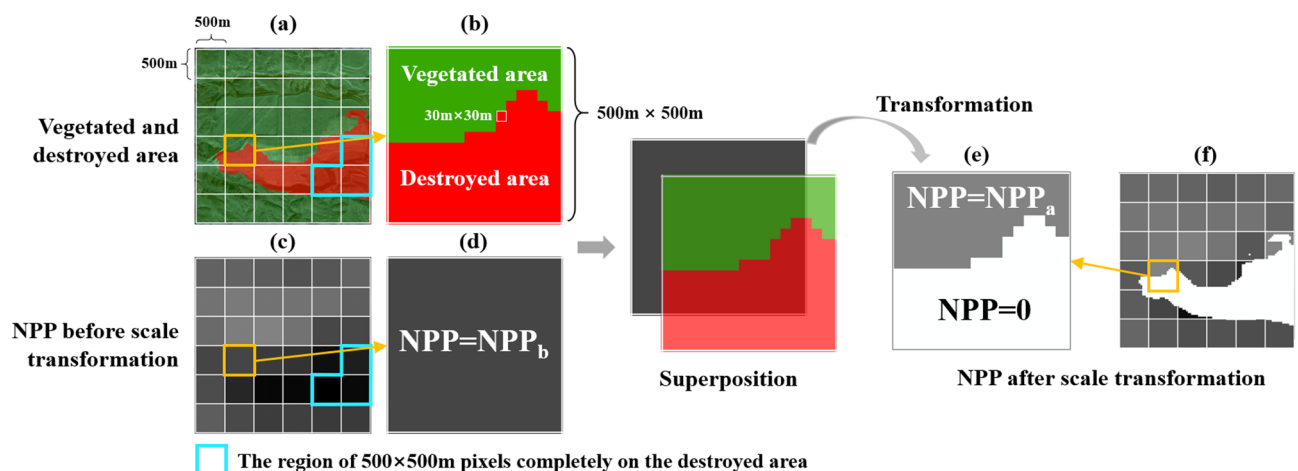 500m
(a)
(b)
500m
Vegetated area
30m×30m
500m × 500m
Transformation
Vegetated and
destroyed area
Destroyed area
(e)
(f)
NPP=NPPa
(c)
(d)
NPP before scale
transformation
NPP=NPPb
NPP=0
Superposition
NPP after scale transformation
The region of 500×500m pixels completely on the destroyed area